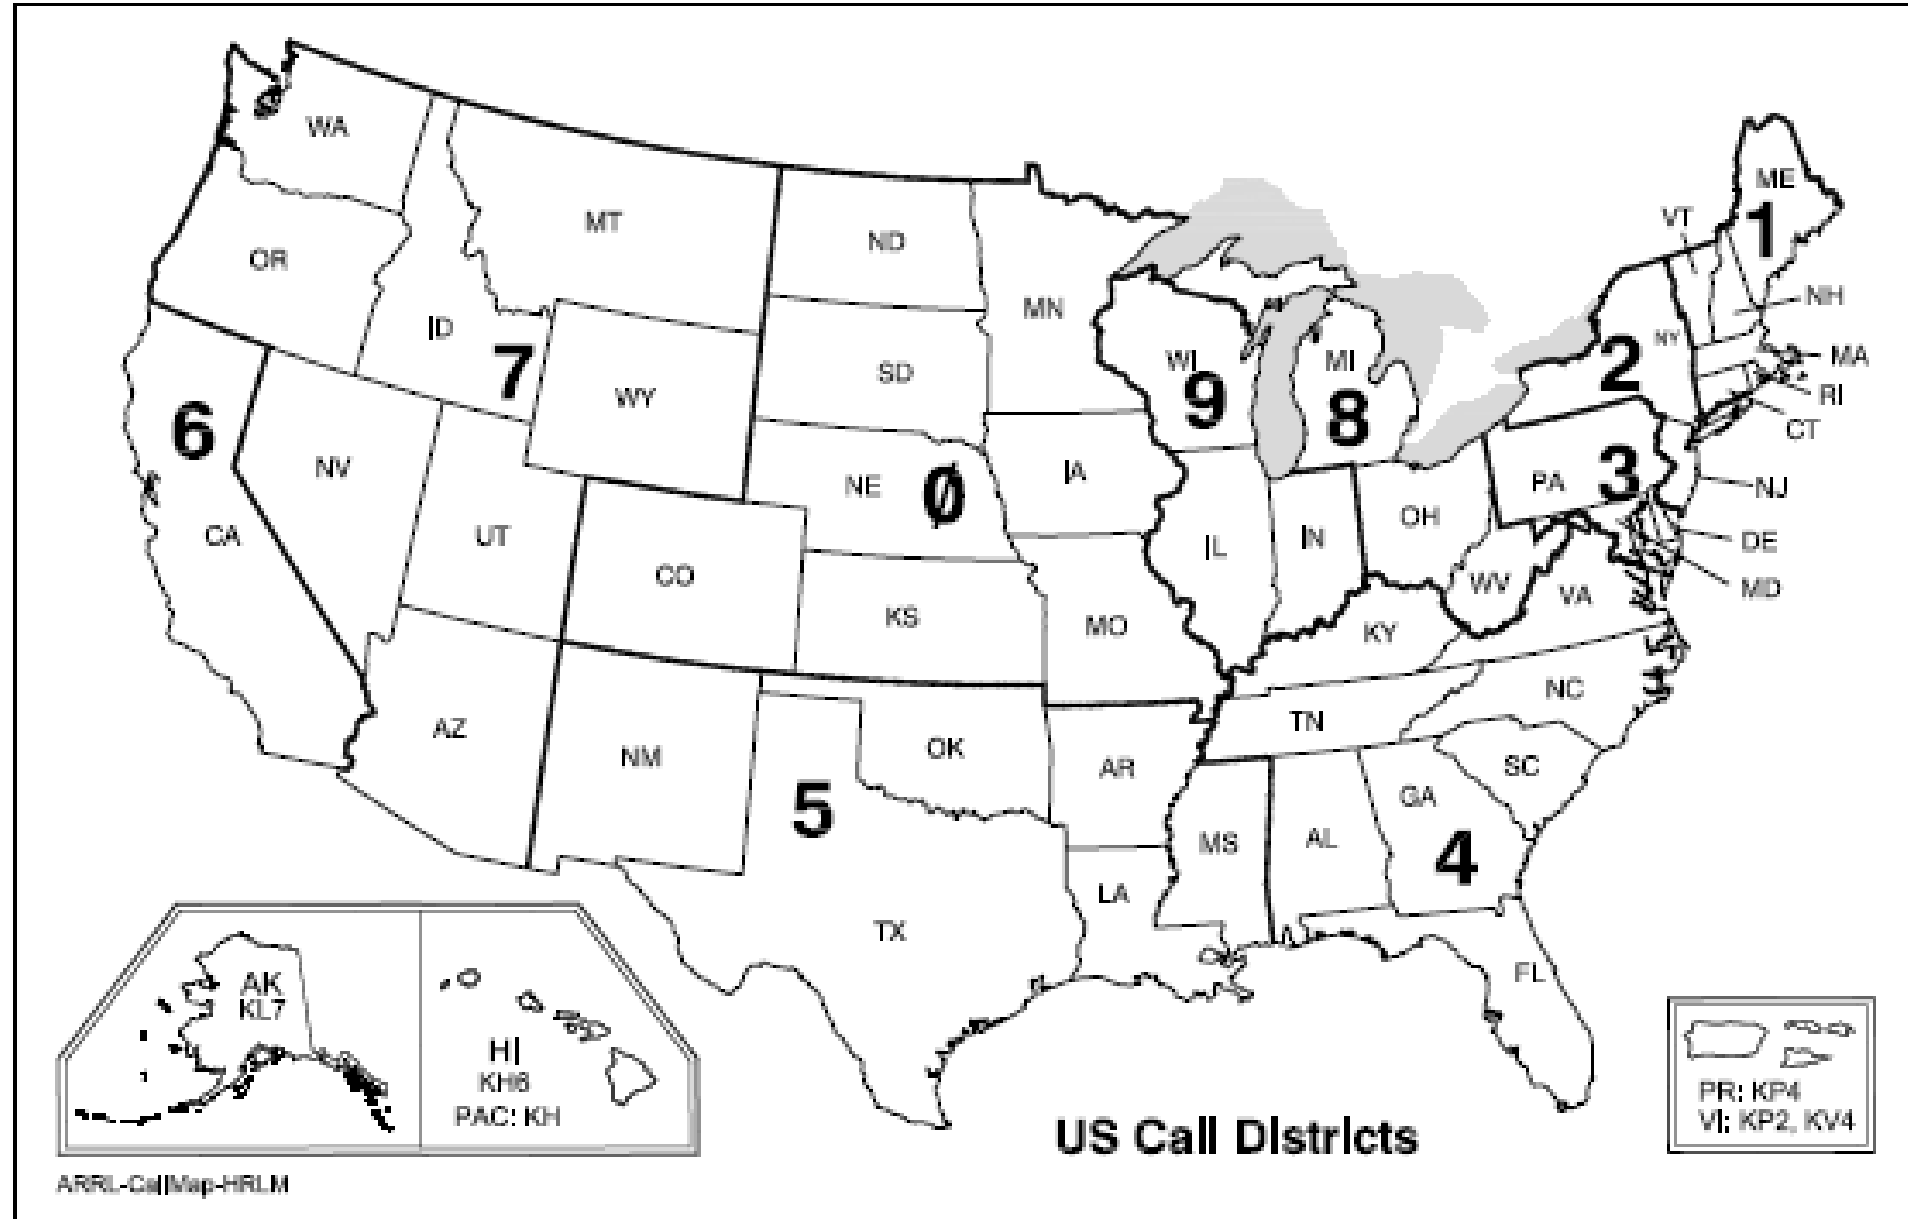 WA
ME
VT
1
MT
ND
OR
MN
NH
ID
NY
WI
MI
2
MA
7
SD
9
8
RI
WY
6
CT
NV
NE
Ø
IA
PA
3
NJ
CA
UT
OH
IL
IN
DE
CO
WV
MD
VA
KS
MO
KY
NC
AZ
TN
NM
OK
AR
SC
GA
5
MS
AL
4
LA
TX
FL
AK
KL7
HI
KH6
PAC: KH
PR: KP4
VI: KP2, KV4
US Call Districts
ARRL-CallMap-HRLM